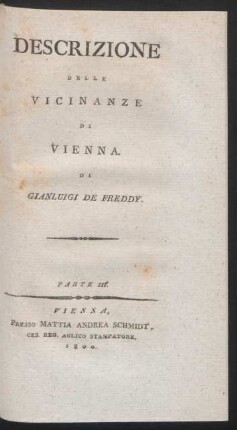 DESCRIZIONE
DELLE
VICINANZE
DI
VIENNA.
DI
GIANLUIGI DE FREDDY.
PARTE III.
VIENNA,
PRESSO MATTIA ANDREA SCHMIDT,
CES. REG. AULICO STAMPATORE.
1800.